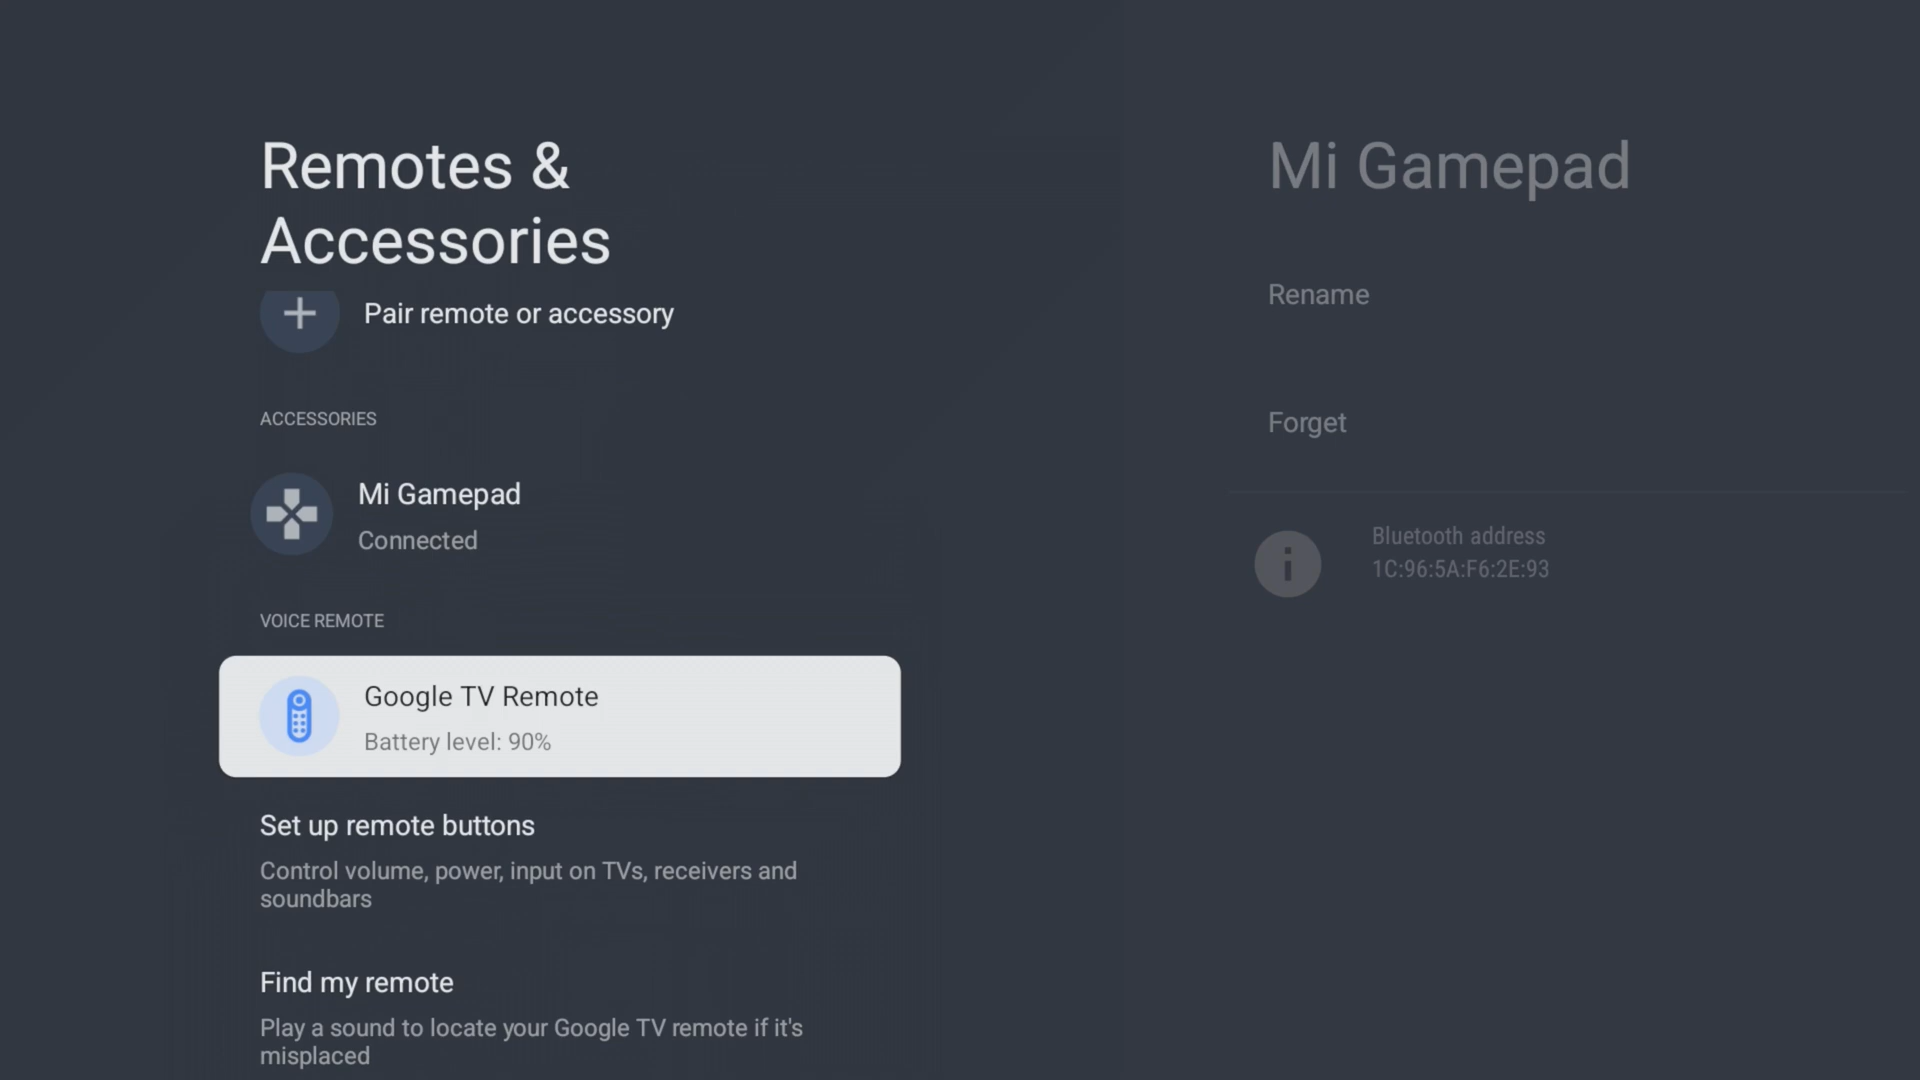 Remotes &
Accessories
Pair remote or accessory
ACCESSORIES
Mi Gamepad
Connected
VOICE REMOTE
Google TV Remote
Battery level: 90%
Set up remote buttons
Control volume, power, input on TVs, receivers and
soundbars
Find my remote
Play a sound to locate your Google TV remote if it's
misplaced
Mi Gamepad
Rename
Forget
Bluetooth address
1C:96:5A:F6:2E:93